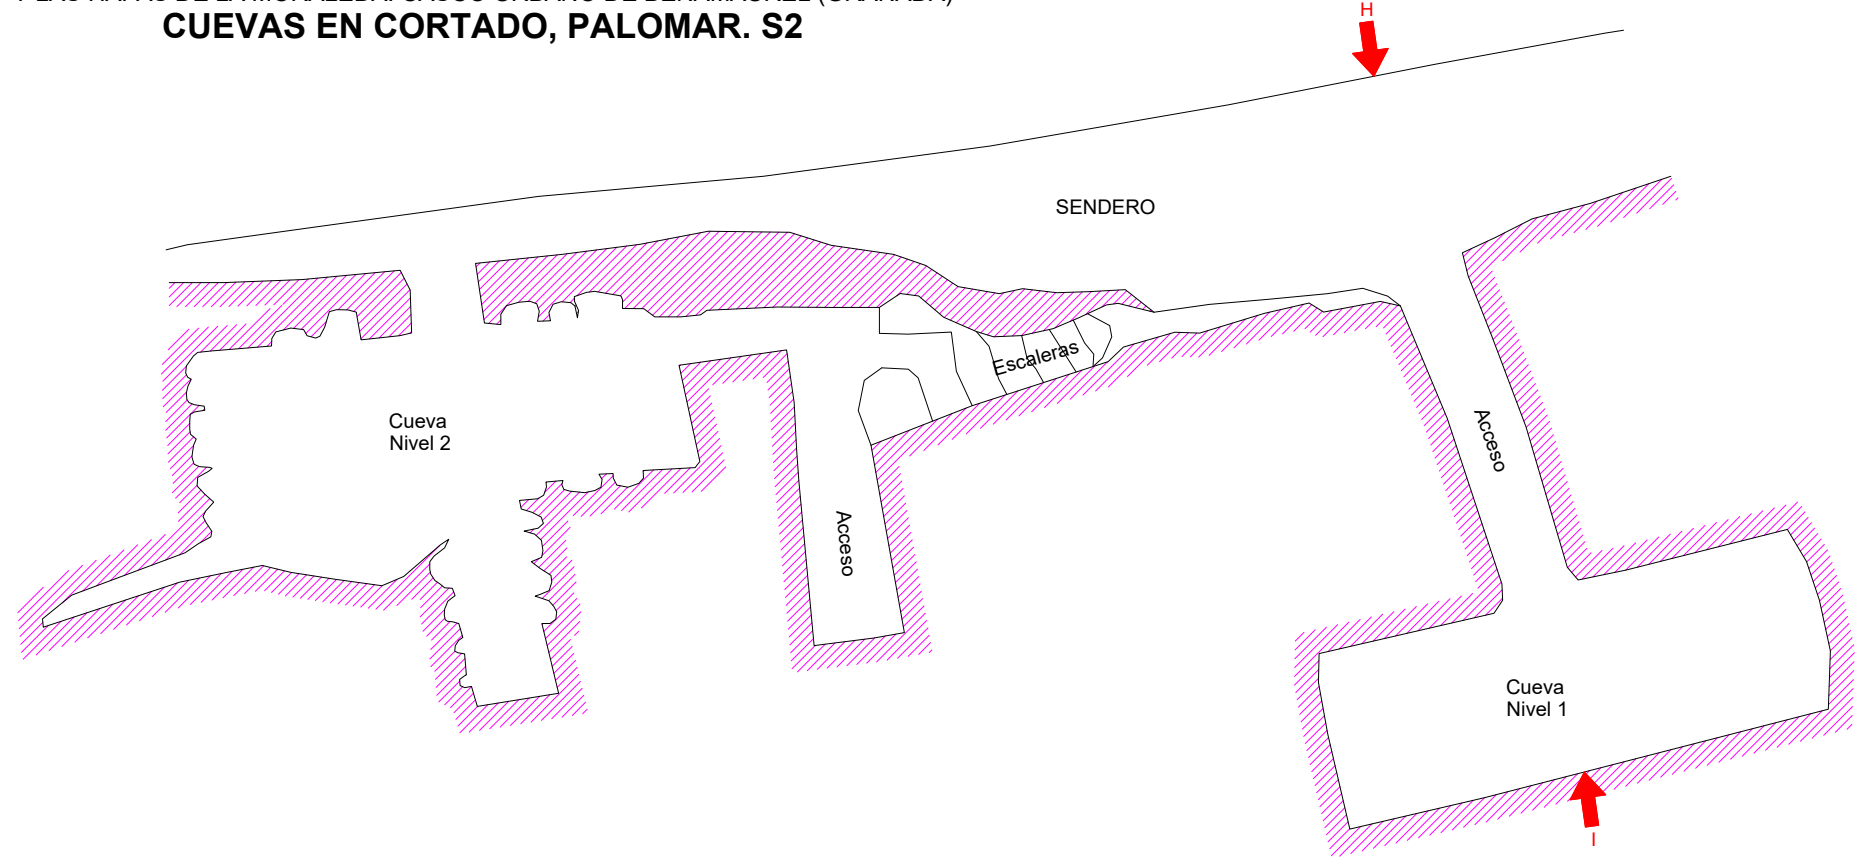 CUEVAS EN CORTADO, PALOMAR. S2
H
SENDERO
Escaleras
Cueva
Nivel 2
Acceso
Acceso
Cueva
Nivel 1
I